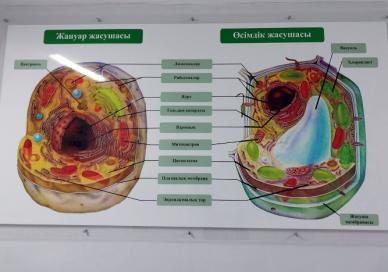 Жануар жасушасы
Өсімдік жасушасы
Центриоль
Лизосомалар
Рибосомалар
Ядро
Гольджи аппараты
Ядрошық
Митохондрия
Цитоплазма
Плазмалық мембрана
Эндоплазмалық тор
Вакуоль
Хлоропласт
Жасуша
мембранасы